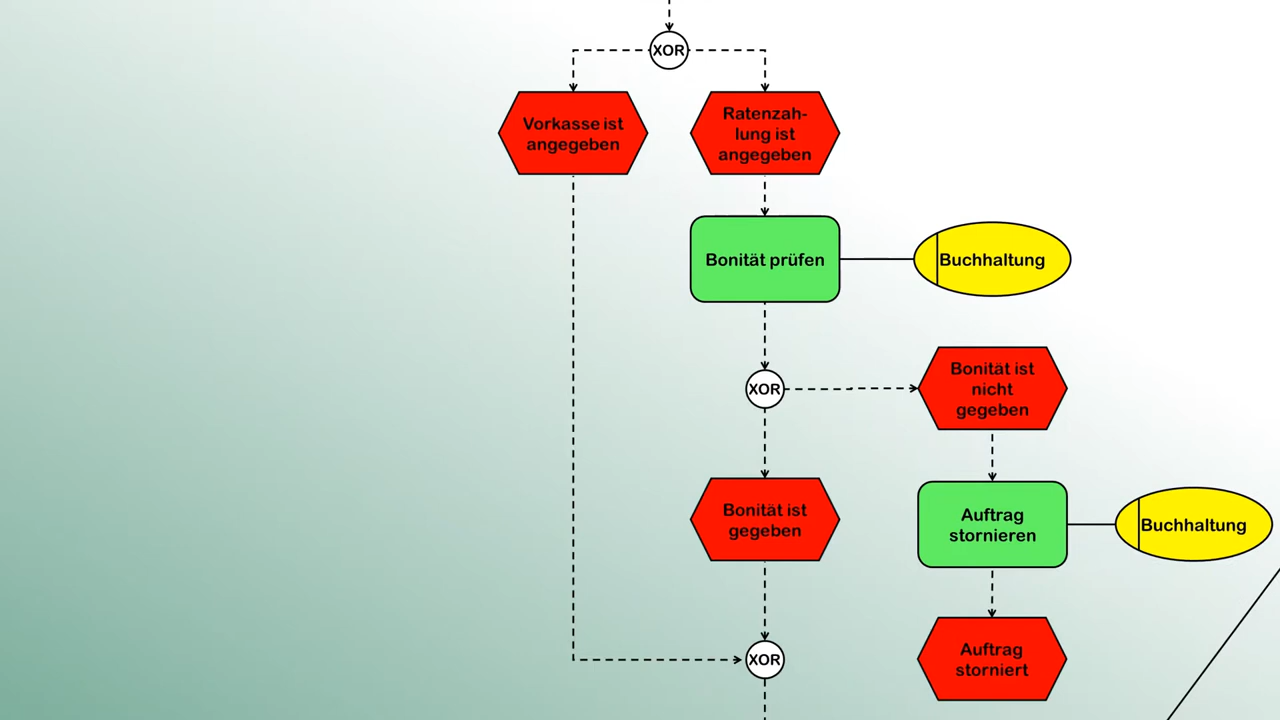 XOR
Vorkasse ist
angegeben
Ratenzah-
lung ist
angegeben
Bonität prüfen
Buchhaltung
XOR
Bonität ist
nicht
gegeben
Bonität ist
gegeben
Auftrag
stornieren
Buchhaltung
XOR
Auftrag
storniert